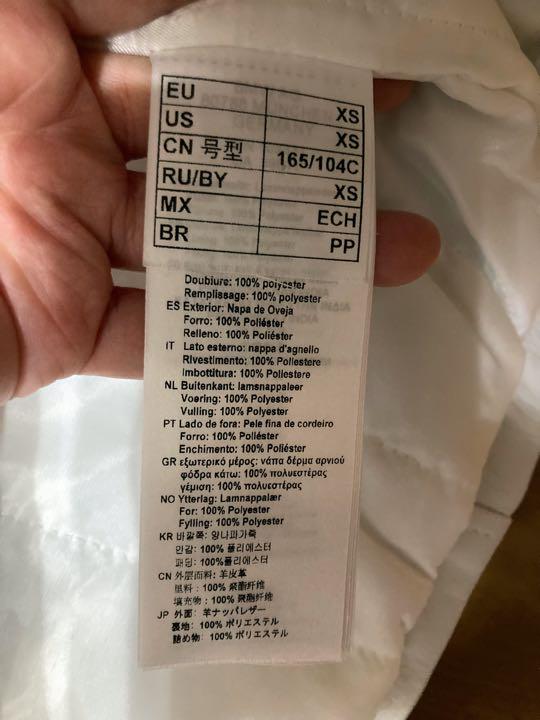 EU XS
US XS
CN 号型 165/104C
RU/BY XS
MX ECH
BR PP
Doublure: 100% polyester
Remplissage: 100% polyester
ES Exterior: Napa de Oveja
Forro: 100% Poliéster
Relleno: 100% Poliéster
IT Lato esterno: nappa d'agnello
Rivestimento: 100% Poliestere
Imbottitura: 100% Poliestere
NL Buitenkant: lamsnappaleer
Voering: 100% Polyester
Vulling: 100% Polyester
PT Lado de fora: Pele fina de cordeiro
Forro: 100% Poliéster
Enchimento: 100% Poliéster
GR εξωτερικό μέρος: νάπα δέρμα αρνιού
φόδρα κάτω: 100% πολυεστέρας
γέμιση: 100% πολυεστέρας
NO Ytterlag: Lamnappalær
For: 100% Polyester
Fylling: 100% Polyester
KR 바깥쪽: 양나파가죽
안감: 100% 폴리에스터
패딩: 100%폴리에스터
CN 外层面料: 羊皮革
里料: 100% 聚酯纤维
填充物: 100% 聚酯纤维
JP 外面: 羊ナッパレザー
裏地: 100% ポリエステル
詰め物: 100% ポリエステル